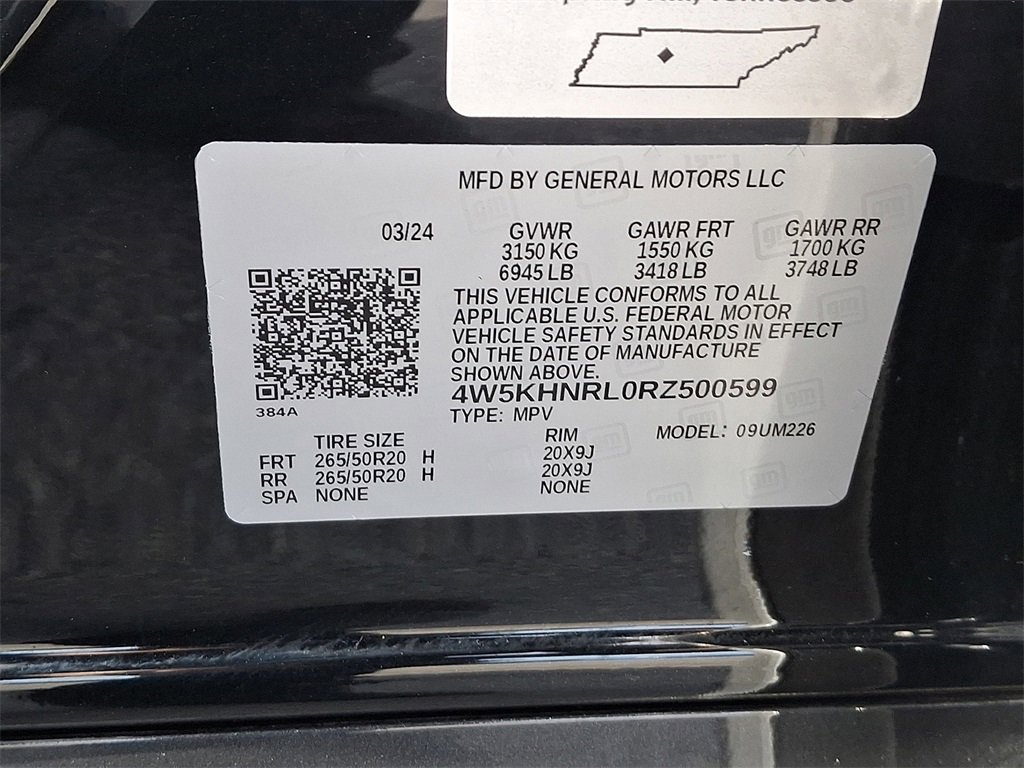 MFD BY GENERAL MOTORS LLC
03/24
GVWR GAWR FRT GAWR RR
3150 KG 1550 KG 1700 KG
6945 LB 3418 LB 3748 LB
THIS VEHICLE CONFORMS TO ALL
APPLICABLE U.S. FEDERAL MOTOR
VEHICLE SAFETY STANDARDS IN EFFECT
ON THE DATE OF MANUFACTURE
SHOWN ABOVE.
4W5KHNRL0RZ500599
384A
TYPE: MPV
MODEL: 09UM226
TIRE SIZE RIM
FRT 265/50R20 H 20X9J
RR 265/50R20 H 20X9J
SPA NONE NONE